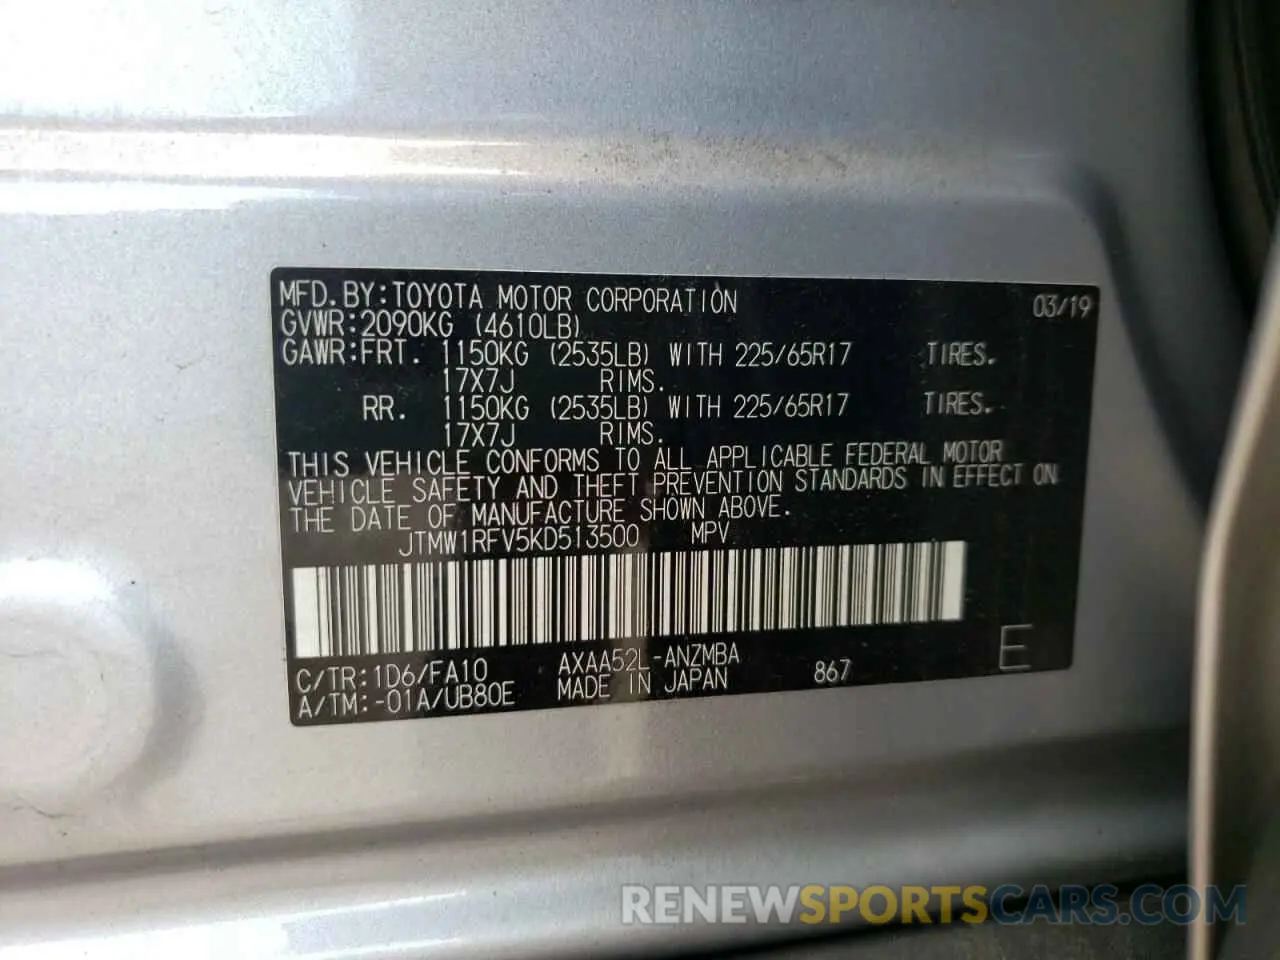 MFD.BY:TOYOTA MOTOR CORPORATION 03/19
GVWR:2090KG (4610LB)
GAWR:FRT. 1150KG (2535LB) WITH 225/65R17 TIRES.
17X7J RIMS.
RR. 1150KG (2535LB) WITH 225/65R17 TIRES.
17X7J RIMS.
THIS VEHICLE CONFORMS TO ALL APPLICABLE FEDERAL MOTOR
VEHICLE SAFETY AND THEFT PREVENTION STANDARDS IN EFFECT ON
THE DATE OF MANUFACTURE SHOWN ABOVE.
JTMW1RFV5KD513500 MPV
C/TR:1D6/FA10 AXAA52L-ANZMBA
A/TM:-01A/UB80E MADE IN JAPAN 867 E
RENEWSPORTSCARS.COM